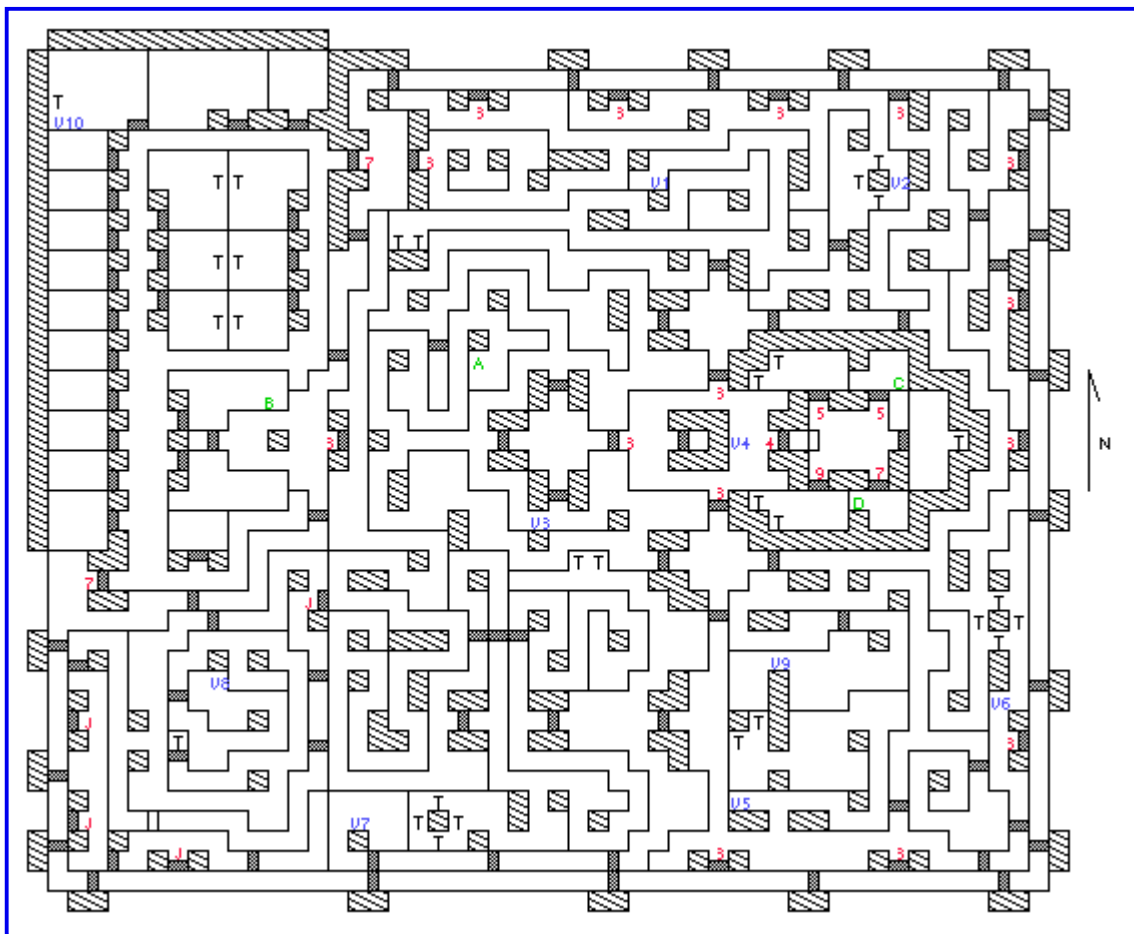 3 3 3 3
T
V10
7 3 3
T T T
V1 T V2
T
T T
T T
T T 3
T T
A T
T C
3
B 5 5
3 3 V4 4 T 3
N
9 7
3 T D
V3 T
T T
7
J T
T T
T
V8 V9
V6
J T
T T 3
T V5
J V7 T T
T
J 3 3